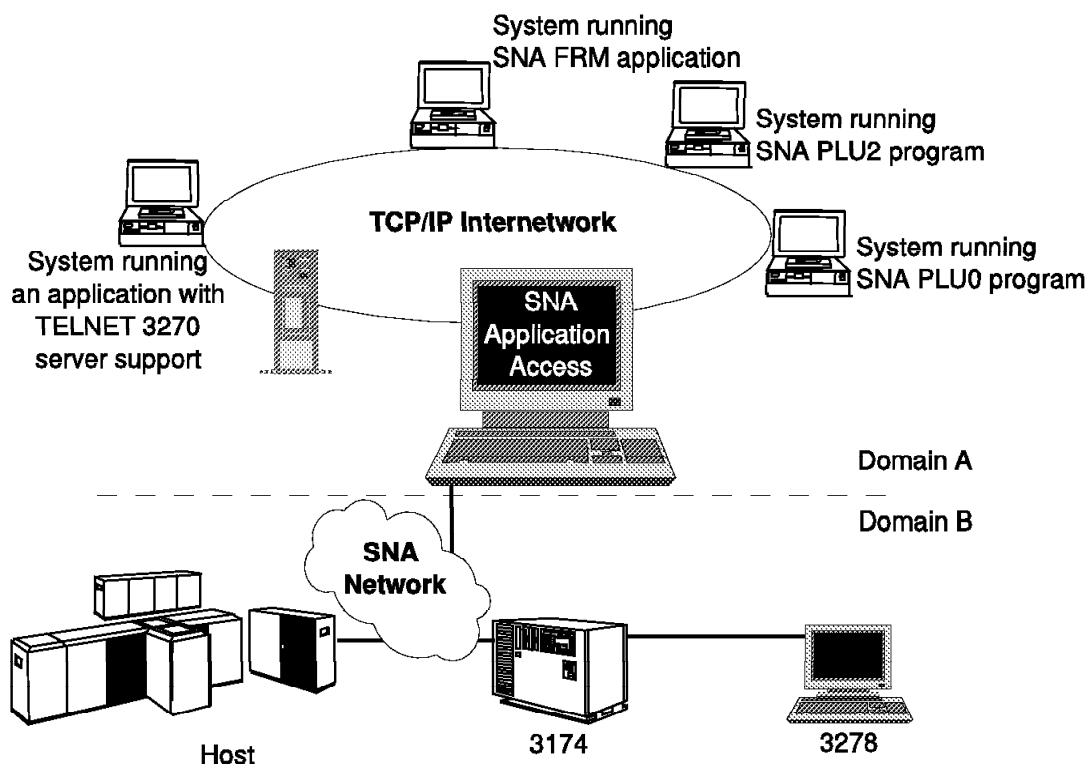 System running
SNA FRM application
System running
SNA PLU2 program
TCP/IP Internetwork
System running
SNA PLU0 program
System running
an application with
TELNET 3270
server support
SNA
Application
Access
Domain A
Domain B
SNA
Network
Host
3174
3278